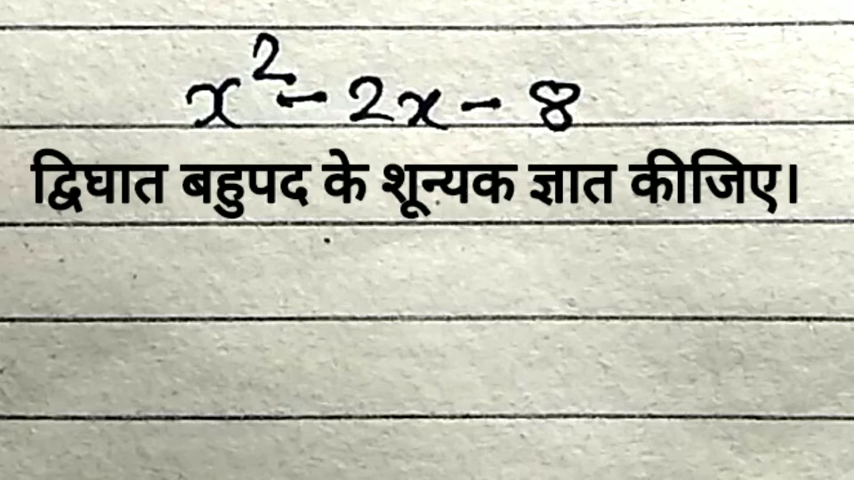 x² - 2x - 8
द्विघात बहुपद के शून्यक ज्ञात कीजिए।